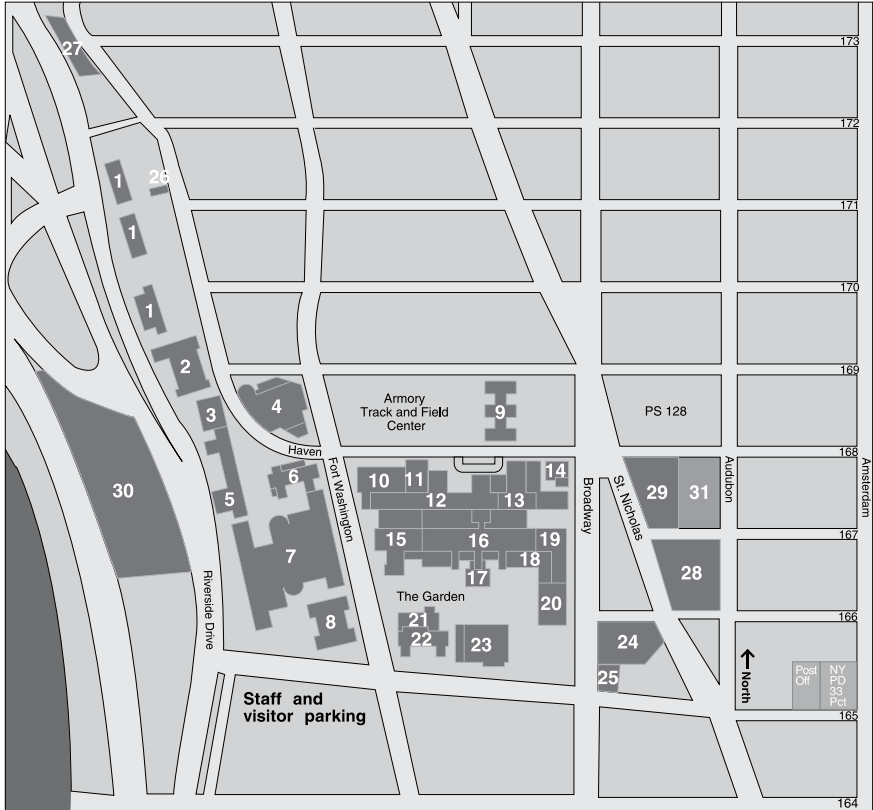 173
27
172
1
26
171
1
170
1
2
169
3
4
Armory
Track and Field
Center
9
PS 128
168
Haven
6
10
11
14
5
12
13
29
31
30
Fort Washington
Broadway
St. Nicholas
Audubon
Amsterdam
167
7
15
16
19
18
17
28
Riverside Drive
The Garden
20
166
8
21
22
23
24
25
North
Post
Off
NY
PD
33
Pct
165
Staff and
visitor parking
164